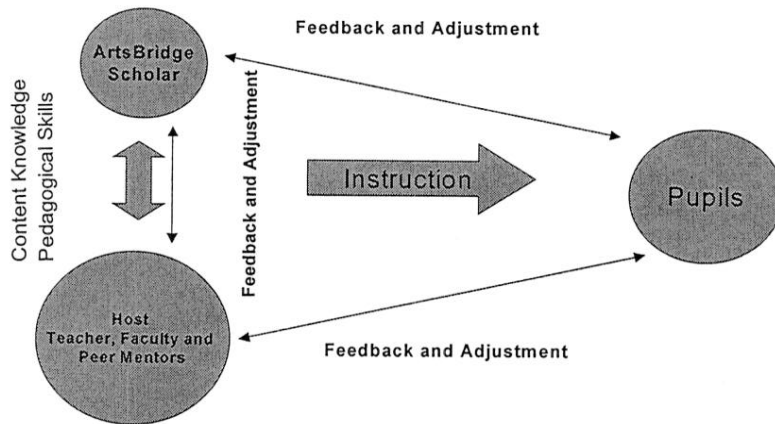 Feedback and Adjustment
ArtsBridge
Scholar
Content Knowledge
Pedagogical Skills
Feedback and Adjustment
Instruction
Pupils
Host
Teacher, Faculty and
Peer Mentors
Feedback and Adjustment